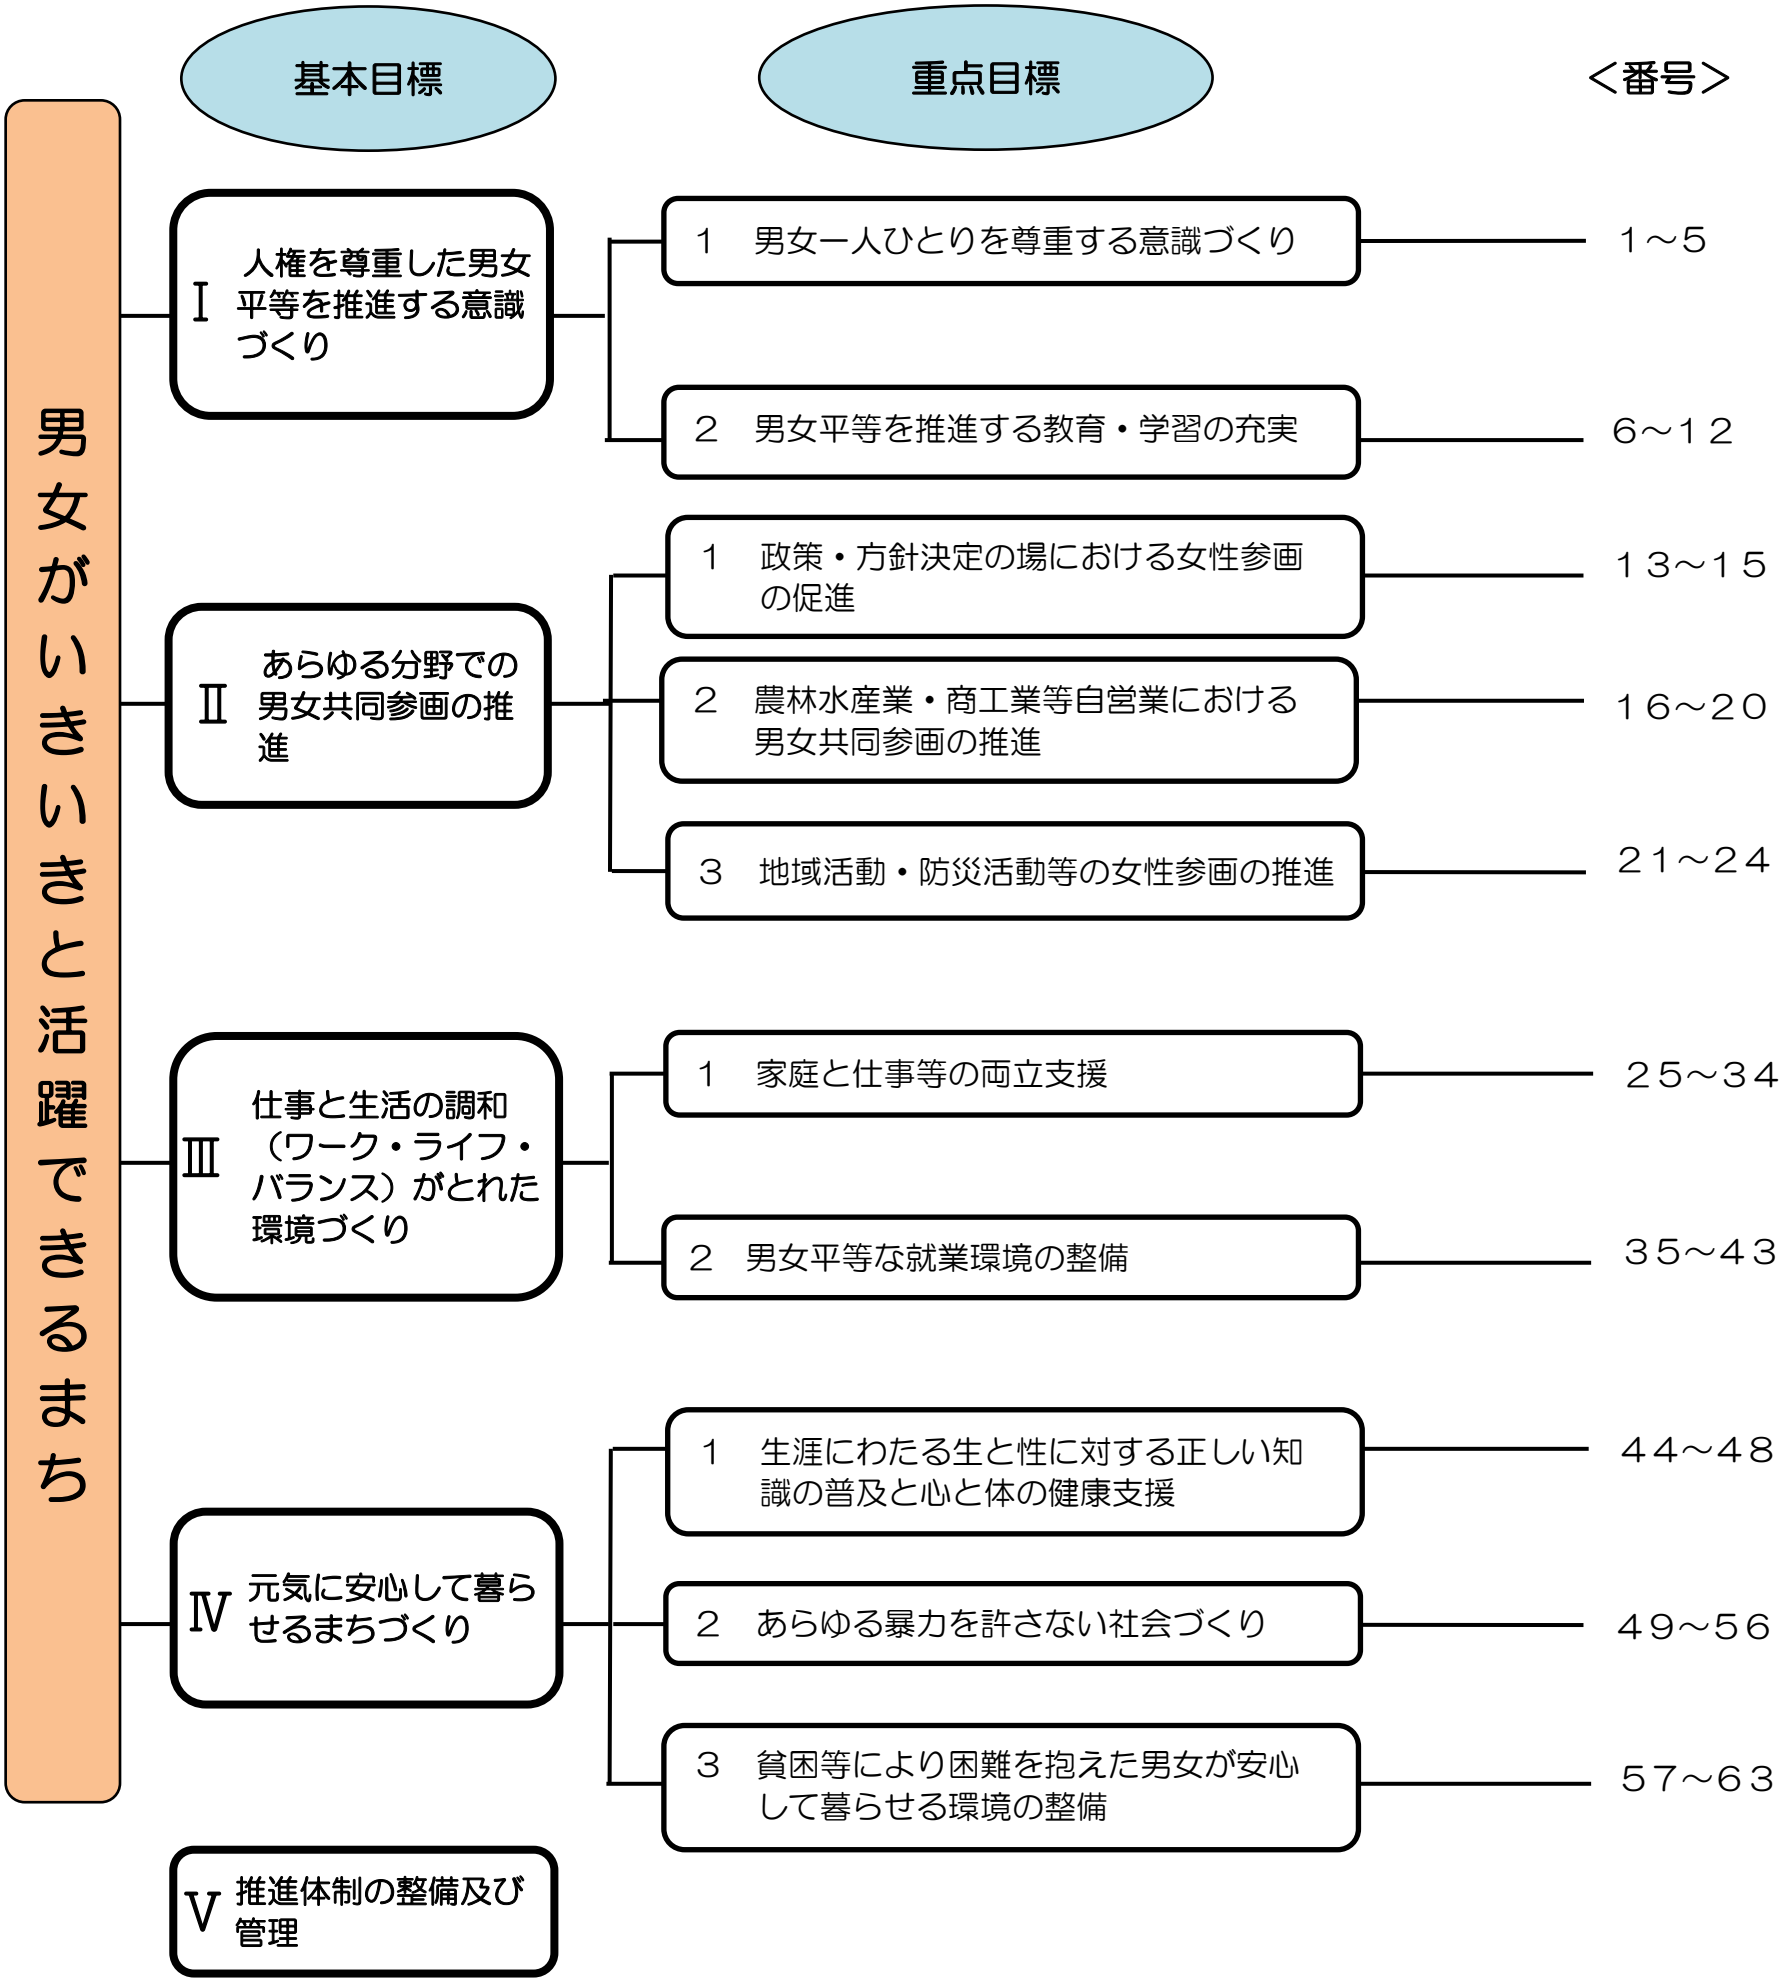 基本目標
重点目標
＜番号＞
男女がいきいきと活躍できるまち
Ⅰ
人権を尊重した男女
平等を推進する意識
づくり
1 男女一人ひとりを尊重する意識づくり
1～5
2 男女平等を推進する教育・学習の充実
6～12
Ⅱ
あらゆる分野での
男女共同参画の推
進
1 政策・方針決定の場における女性参画
の促進
13～15
2 農林水産業・商工業等自営業における
男女共同参画の推進
16～20
3 地域活動・防災活動等の女性参画の推進
21～24
Ⅲ
仕事と生活の調和
（ワーク・ライフ・
バランス）がとれた
環境づくり
1 家庭と仕事等の両立支援
25～34
2 男女平等な就業環境の整備
35～43
Ⅳ
元気に安心して暮ら
せるまちづくり
1 生涯にわたる生と性に対する正しい知
識の普及と心と体の健康支援
44～48
2 あらゆる暴力を許さない社会づくり
49～56
3 貧困等により困難を抱えた男女が安心
して暮らせる環境の整備
57～63
Ⅴ
推進体制の整備及び
管理